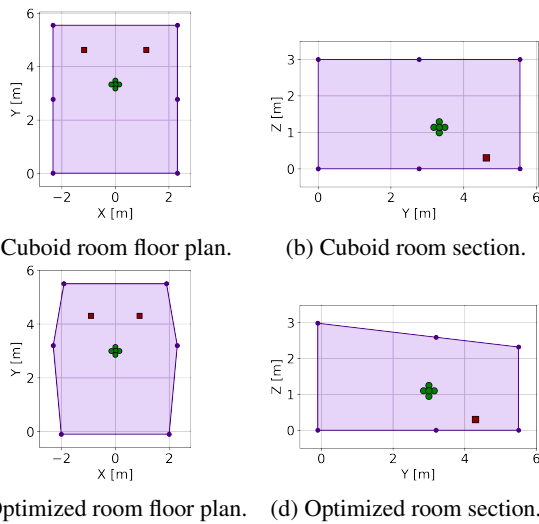 6
4
2
0
Y [m]
−2 0 2
X [m]
3
2
1
0
Z [m]
0 2 4 6
Y [m]
Cuboid room floor plan.
(b) Cuboid room section.
6
4
2
0
Y [m]
−2 0 2
X [m]
3
2
1
0
Z [m]
0 2 4 6
Y [m]
Optimized room floor plan.
(d) Optimized room section.